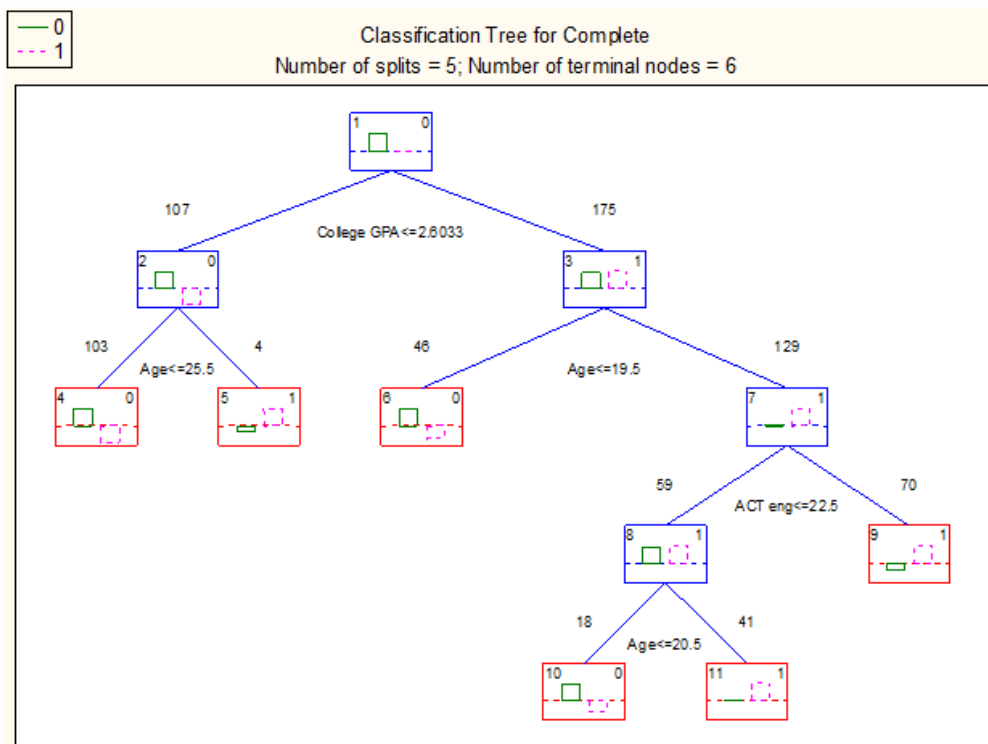 0
1
Classification Tree for Complete
Number of splits = 5; Number of terminal nodes = 6
1 0
107 175
College GPA<=2.6033
2 0 3 1
103 4 46 129
Age<=25.5 Age<=19.5
4 0 5 1 6 0 7 1
59 70
ACT eng<=22.5
8 1 9 1
18 41
Age<=20.5
10 0 11 1